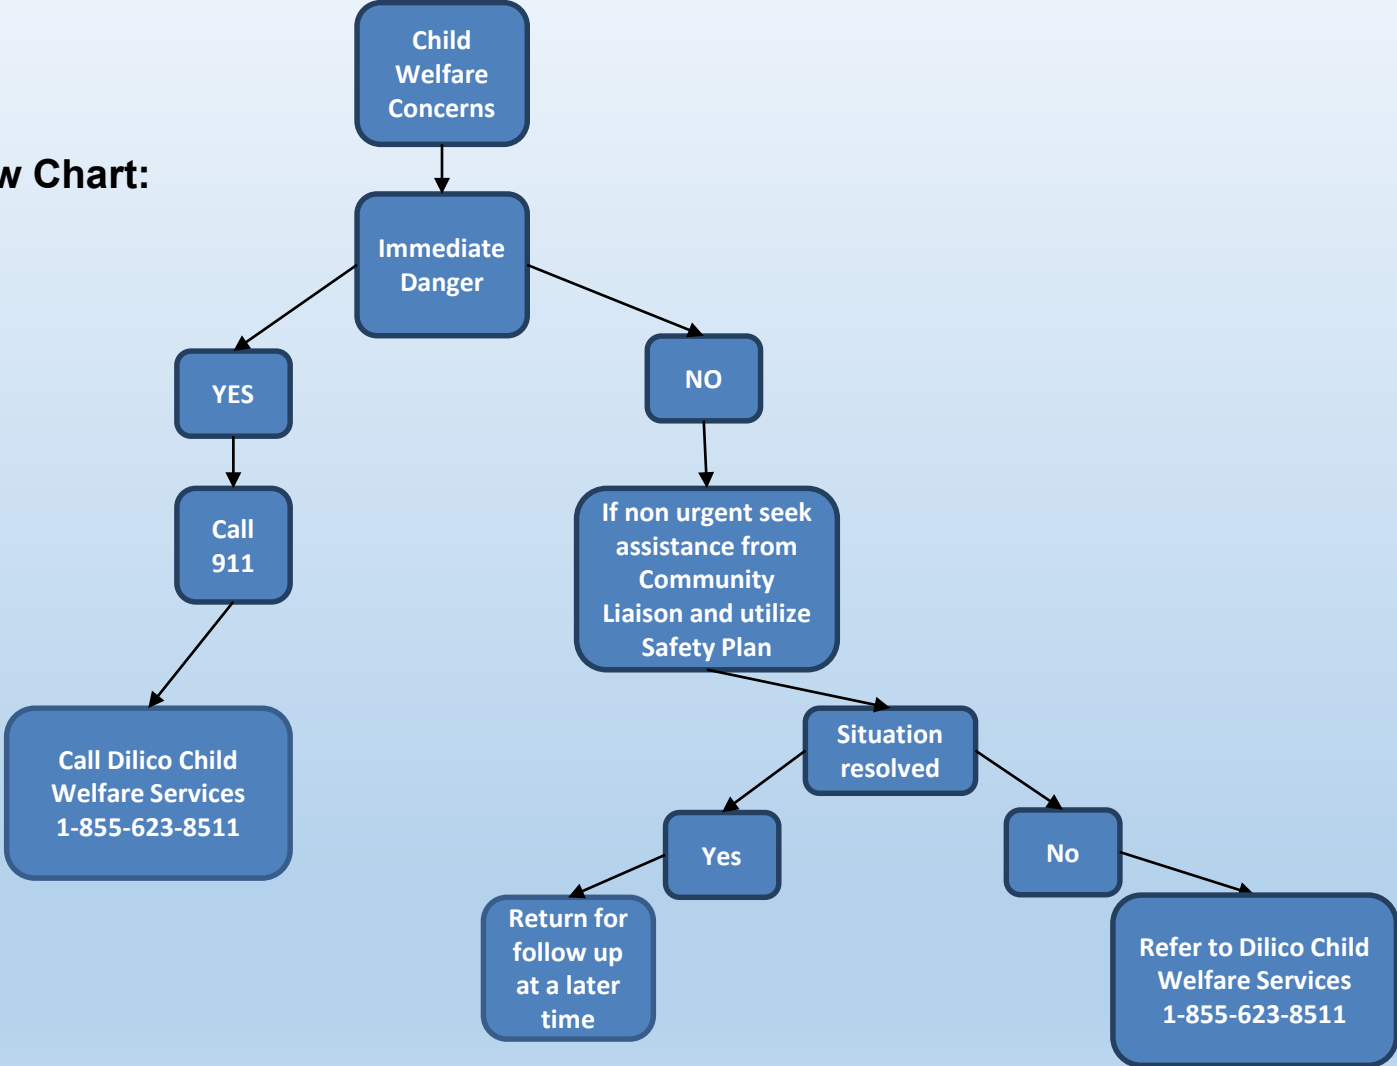 Child
Welfare
Concerns
w Chart:
Immediate
Danger
YES
NO
Call
911
If non urgent seek
assistance from
Community
Liaison and utilize
Safety Plan
Call Dilico Child
Welfare Services
1-855-623-8511
Situation
resolved
Yes
No
Return for
follow up
at a later
time
Refer to Dilico Child
Welfare Services
1-855-623-8511